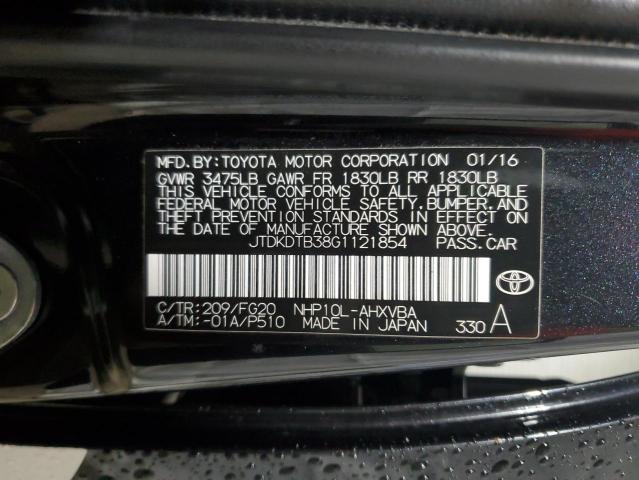 MFD.BY:TOYOTA MOTOR CORPORATION 01/16
GVWR 3475LB GAWR FR 1830LB RR 1830LB
THIS VEHICLE CONFORMS TO ALL APPLICABLE
FEDERAL MOTOR VEHICLE SAFETY,BUMPER,AND
THEFT PREVENTION STANDARDS IN EFFECT ON
THE DATE OF MANUFACTURE SHOWN ABOVE.
JTDKDTB38G1121854 PASS.CAR
C/TR:209/FG20 NHP10L-AHXVBA
A/TM:-01A/P510 MADE IN JAPAN 330 A